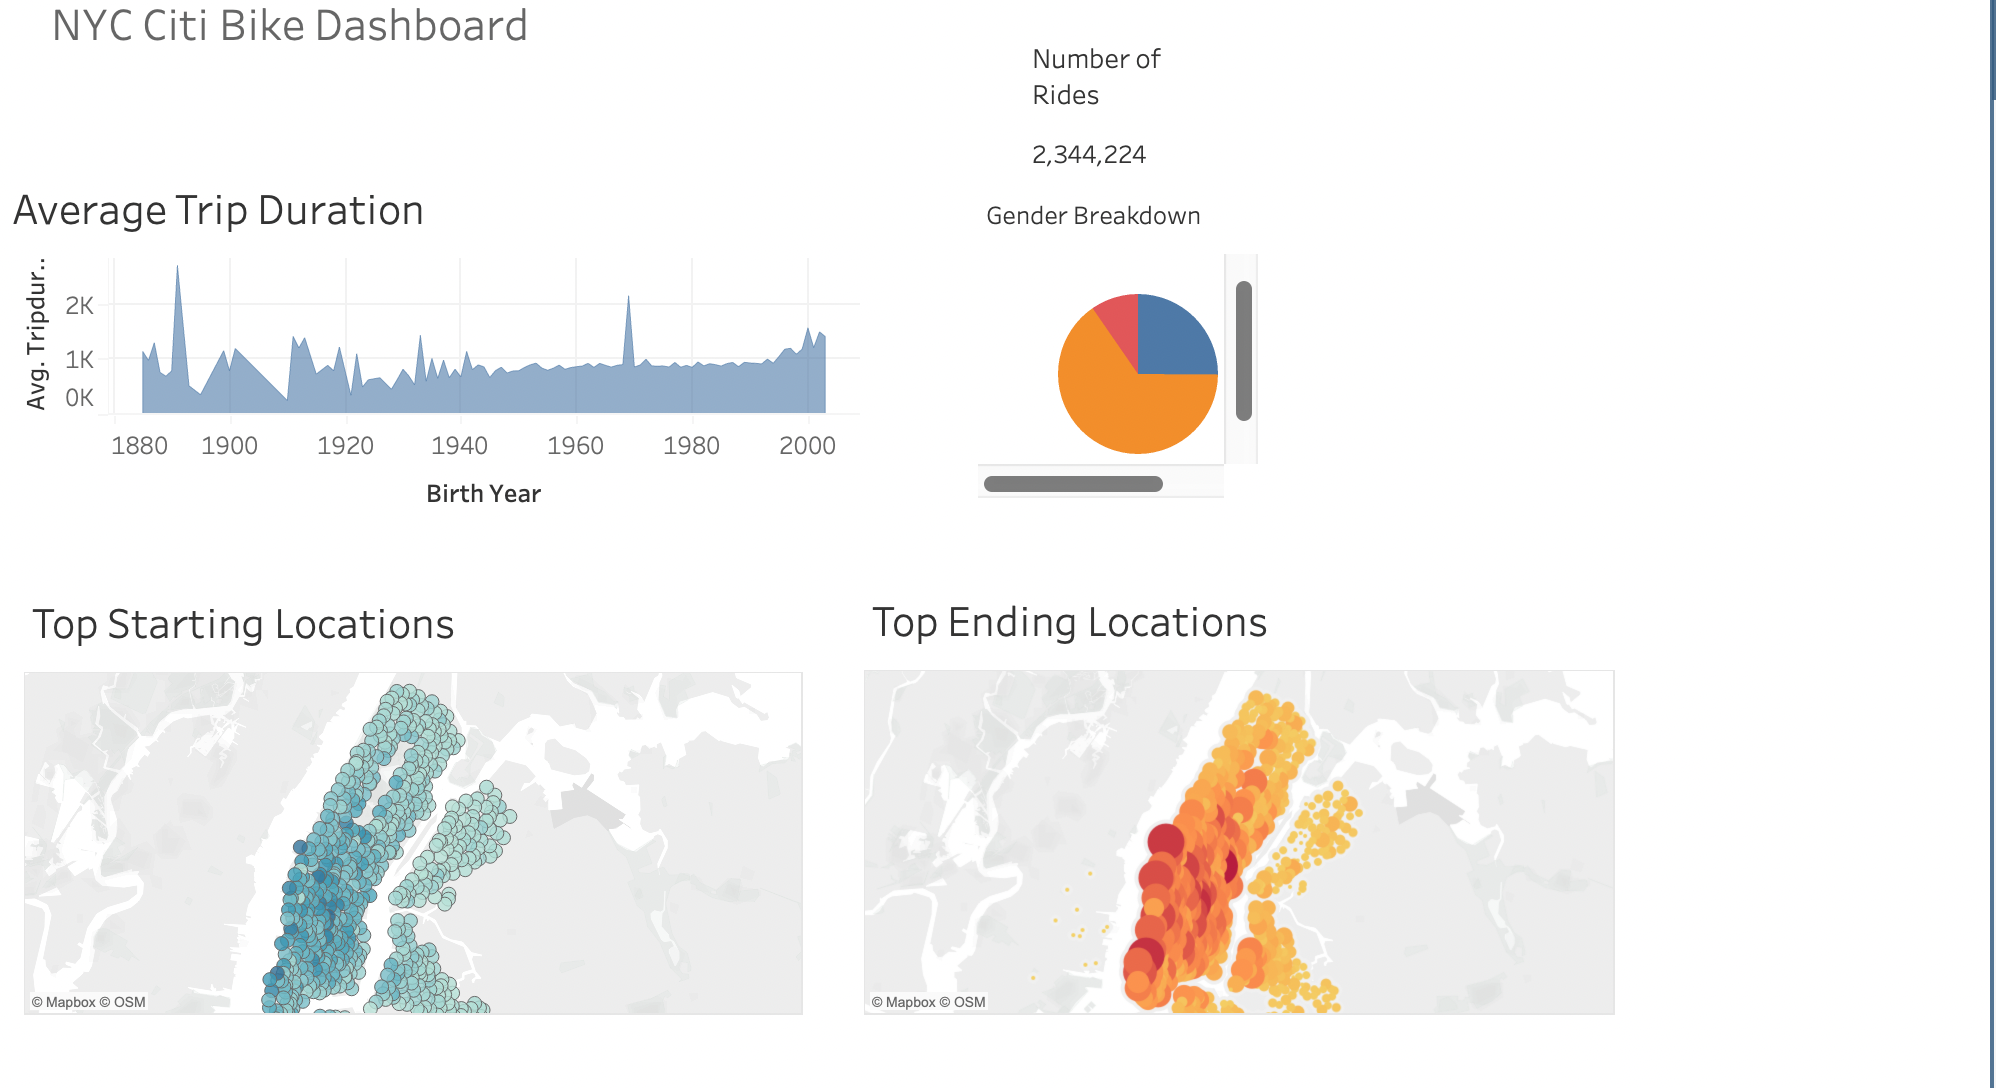 NYC Citi Bike Dashboard
Number of
Rides
2,344,224
Average Trip Duration
Gender Breakdown
Avg. Tripdur..
2K
1K
0K
1880 1900 1920 1940 1960 1980 2000
Birth Year
Top Starting Locations
Top Ending Locations
© Mapbox © OSM
© Mapbox © OSM